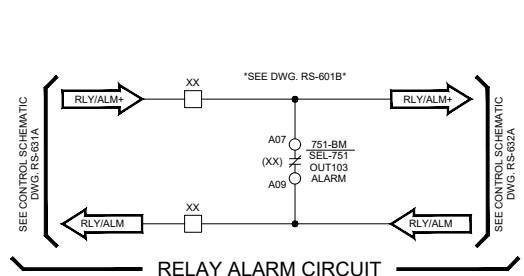 *SEE DWG. RS-601B*
XX
RLY/ALM+
RLY/ALM+
SEE CONTROL SCHEMATIC
DWG. RS-631A
A07
751-BM
(XX)
SEL-751
OUT103
A09
ALARM
SEE CONTROL SCHEMATIC
DWG. RS-632A
XX
RLY/ALM
RLY/ALM
RELAY ALARM CIRCUIT